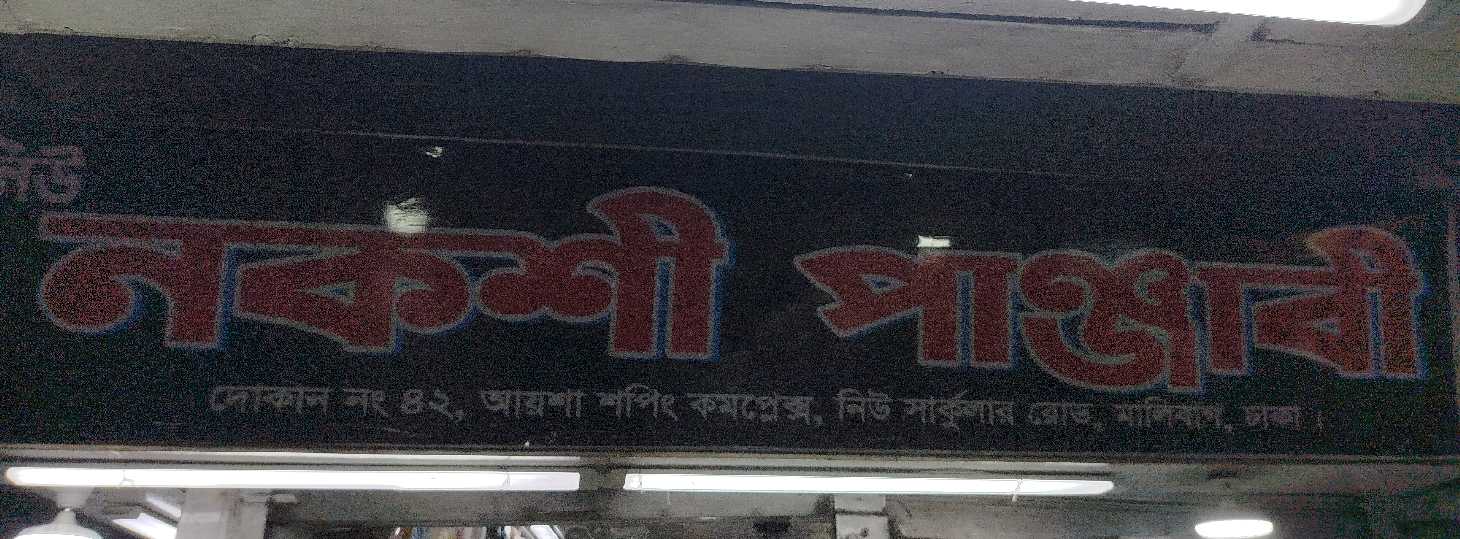 নিউ
নকশী পাঞ্জাবী
দোকান নং ৪২, আয়শা শপিং কমপ্লেক্স, নিউ সার্কুলার রোড, মালিবাগ, ঢাকা।